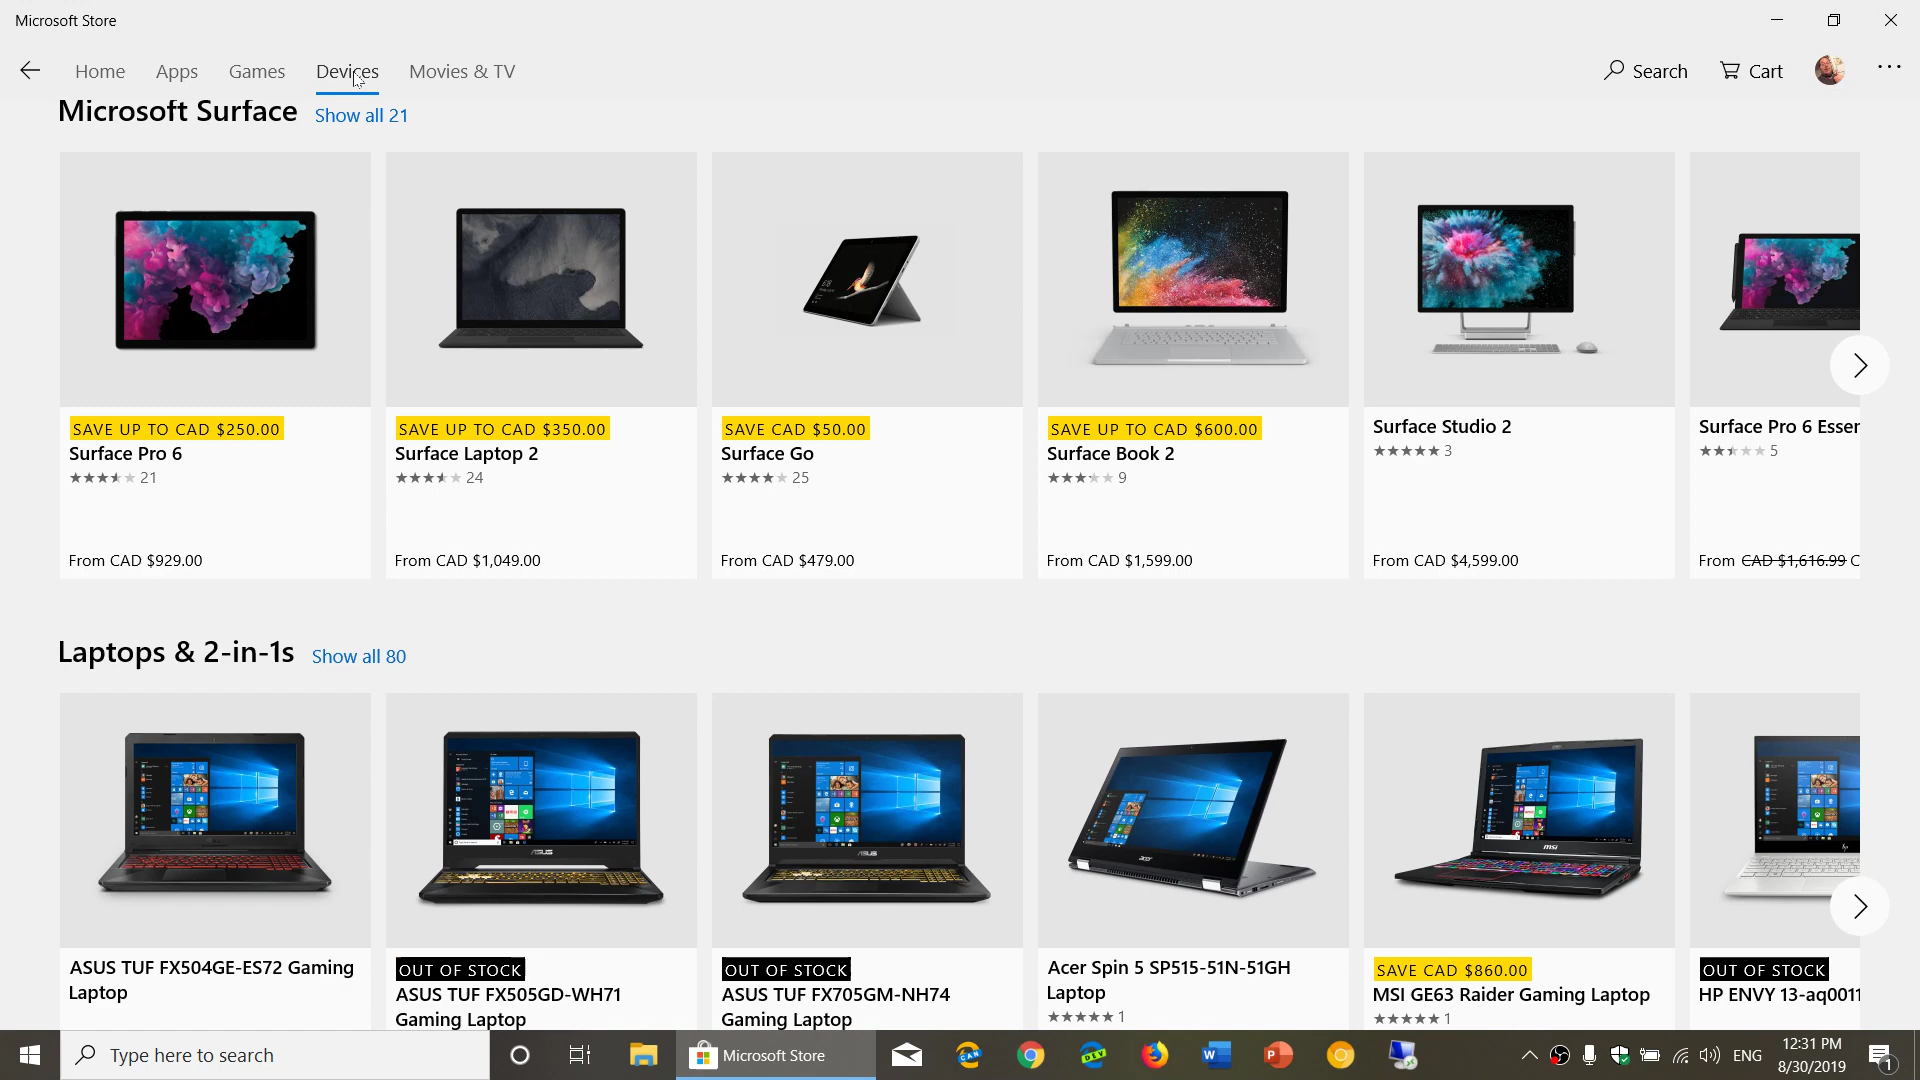 Microsoft Store
Home Apps Games Devices Movies & TV Search Cart
Microsoft Surface Show all 21
SAVE UP TO CAD $250.00
Surface Pro 6
21
From CAD $929.00
SAVE UP TO CAD $350.00
Surface Laptop 2
24
From CAD $1,049.00
SAVE CAD $50.00
Surface Go
25
From CAD $479.00
SAVE UP TO CAD $600.00
Surface Book 2
9
From CAD $1,599.00
Surface Studio 2
3
From CAD $4,599.00
Surface Pro 6 Esser
5
From CAD $1,616.99 C
Laptops & 2-in-1s Show all 80
ASUS TUF FX504GE-ES72 Gaming
Laptop
OUT OF STOCK
ASUS TUF FX505GD-WH71
Gaming Laptop
OUT OF STOCK
ASUS TUF FX705GM-NH74
Gaming Laptop
Acer Spin 5 SP515-51N-51GH
Laptop
1
SAVE CAD $860.00
MSI GE63 Raider Gaming Laptop
1
OUT OF STOCK
HP ENVY 13-aq0011
Type here to search
Microsoft Store
CAN
DEV
ENG
12:31 PM
8/30/2019
1